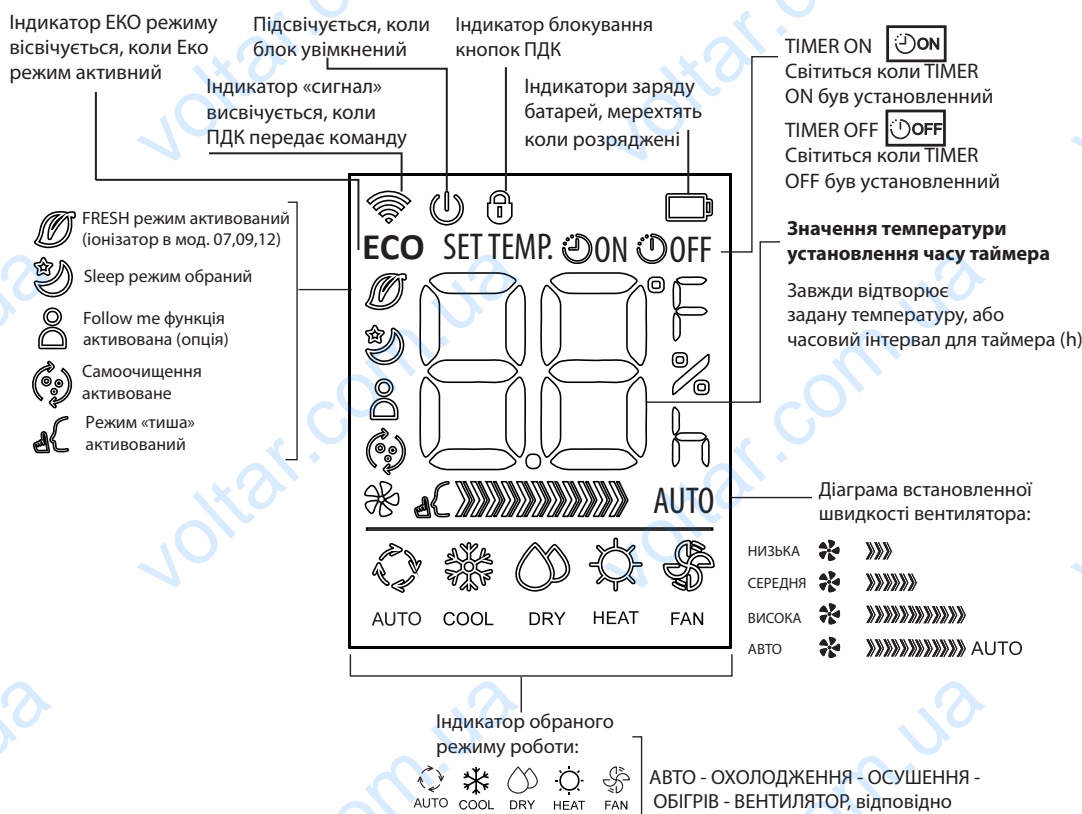 Індикатор ЕКО режиму
вісвічується, коли Еко
режим активний
Підсвічується, коли
блок увімкнений
Індикатор блокування
кнопок ПДК
Індикатор «сигнал»
висвічується, коли
ПДК передає команду
Індикатори заряду
батарей, мерехтять
коли розряджені
TIMER ON ON
Світиться коли TIMER
ON був установленний
TIMER OFF OFF
Світиться коли TIMER
OFF був установленний
FRESH режим активований
(іонізатор в мод. 07,09,12)
Sleep режим обраний
Follow me функція
активована (опція)
Самоочищення
активоване
Режим «тиша»
активований
ECO SET TEMP. ON OFF
°F
%
h
AUTO
AUTO COOL DRY HEAT FAN
Значення температури
установлення часу таймера
Завжди відтворює
задану температуру, або
часовий інтервал для таймера (h)
Діаграма встановленної
швидкості вентилятора:
НИЗЬКА
СЕРЕДНЯ
ВИСОКА
АВТО AUTO
Індикатор обраного
режиму роботи:
AUTO COOL DRY HEAT FAN
АВТО - ОХОЛОДЖЕННЯ - ОСУШЕННЯ -
ОБІГРІВ - ВЕНТИЛЯТОР, відповідно
voltar.com.ua